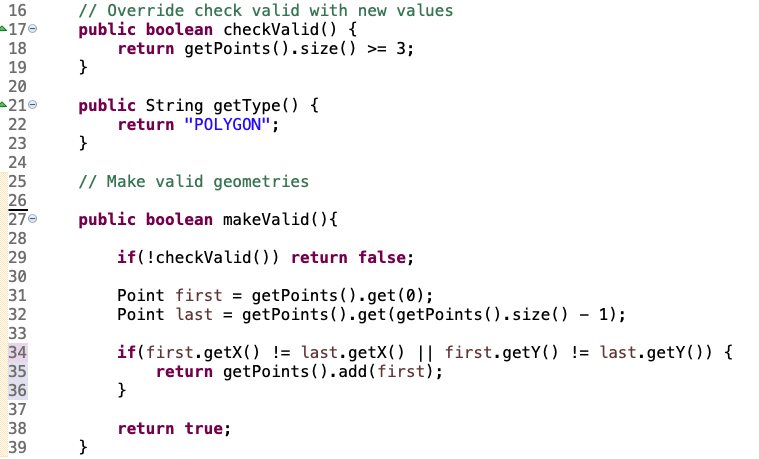 16     // Override check valid with new values
17     public boolean checkValid() {
18         return getPoints().size() >= 3;
19     }
20
21     public String getType() {
22         return "POLYGON";
23     }
24
25     // Make valid geometries
26
27     public boolean makeValid(){
28
29         if(!checkValid()) return false;
30
31         Point first = getPoints().get(0);
32         Point last = getPoints().get(getPoints().size() - 1);
33
34         if(first.getX() != last.getX() || first.getY() != last.getY()) {
35             return getPoints().add(first);
36         }
37
38         return true;
39     }